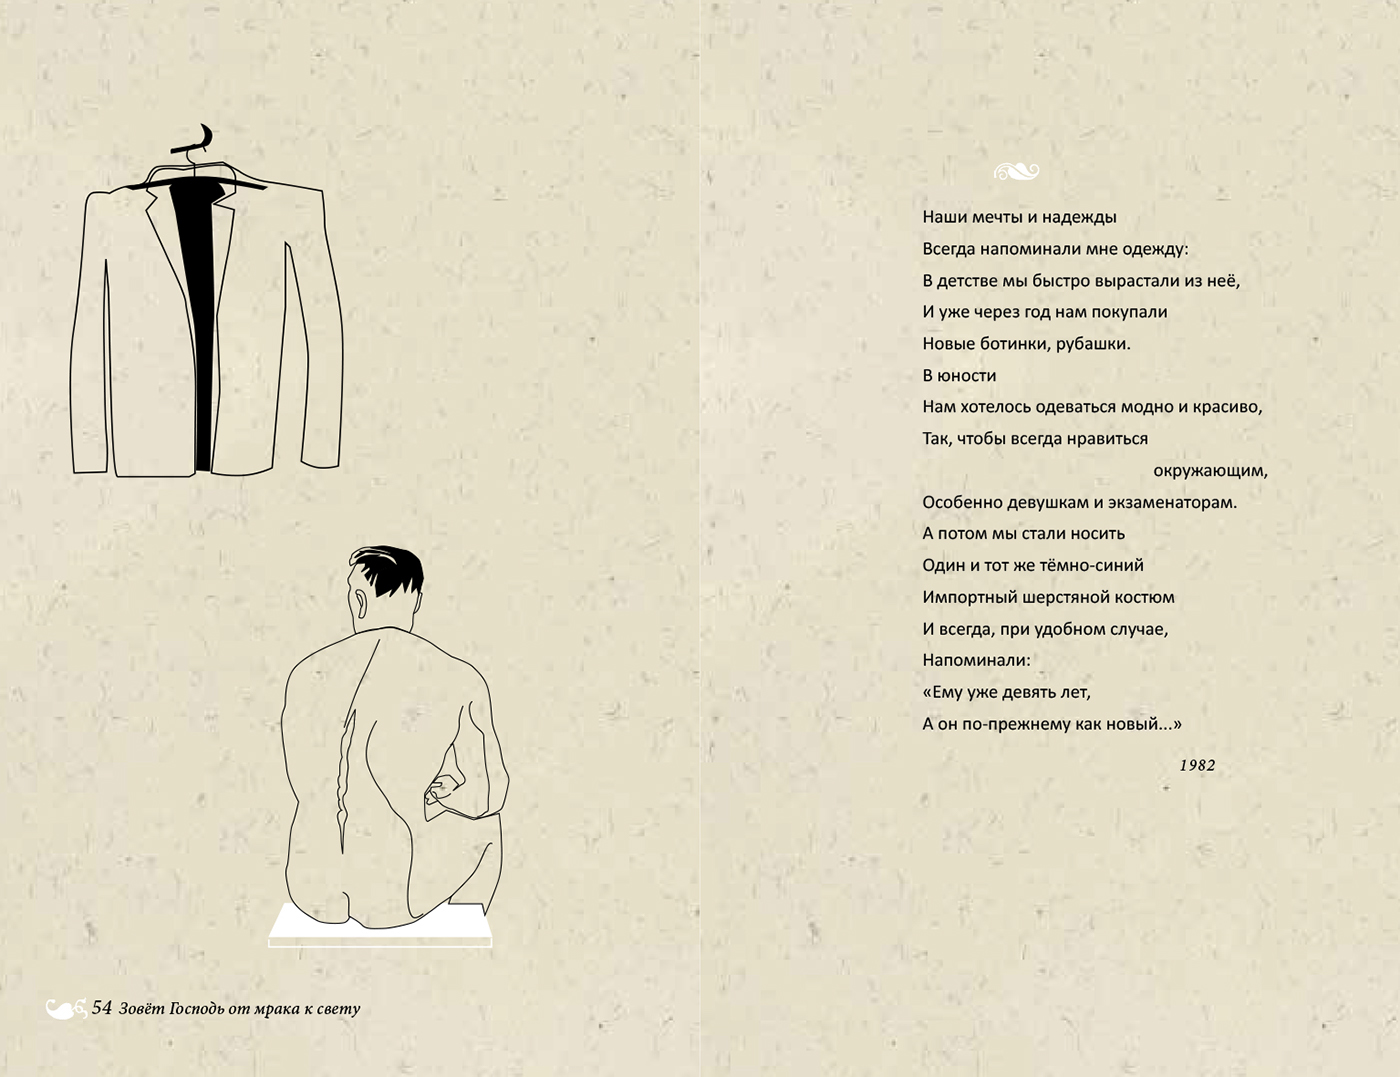 Наши мечты и надежды
Всегда напоминали мне одежду:
В детстве мы быстро вырастали из неё,
И уже через год нам покупали
Новые ботинки, рубашки.
В юности
Нам хотелось одеваться модно и красиво,
Так, чтобы всегда нравиться
окружающим,
Особенно девушкам и экзаменаторам.
А потом мы стали носить
Один и тот же тёмно-синий
Импортный шерстяной костюм
И всегда, при удобном случае,
Напоминали:
«Ему уже девять лет,
А он по-прежнему как новый...»
1982
54 Зовёт Господь от мрака к свету